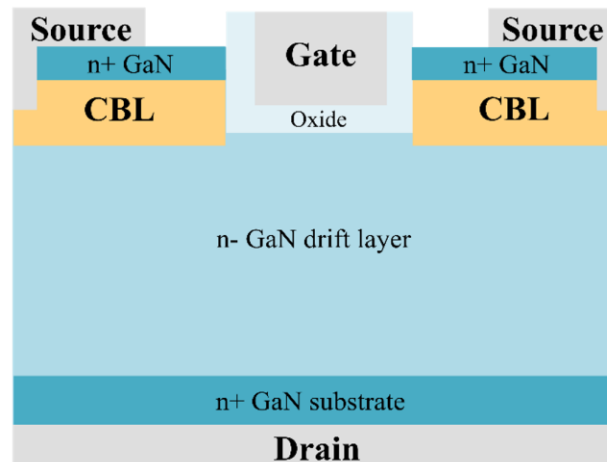 Source
Gate
Source
n+ GaN
n+ GaN
CBL
Oxide
CBL
n- GaN drift layer
n+ GaN substrate
Drain